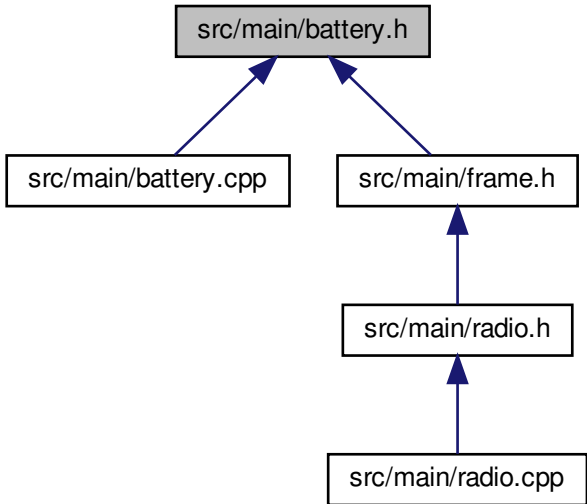 src/main/battery.h
src/main/battery.cpp
src/main/frame.h
src/main/radio.h
src/main/radio.cpp